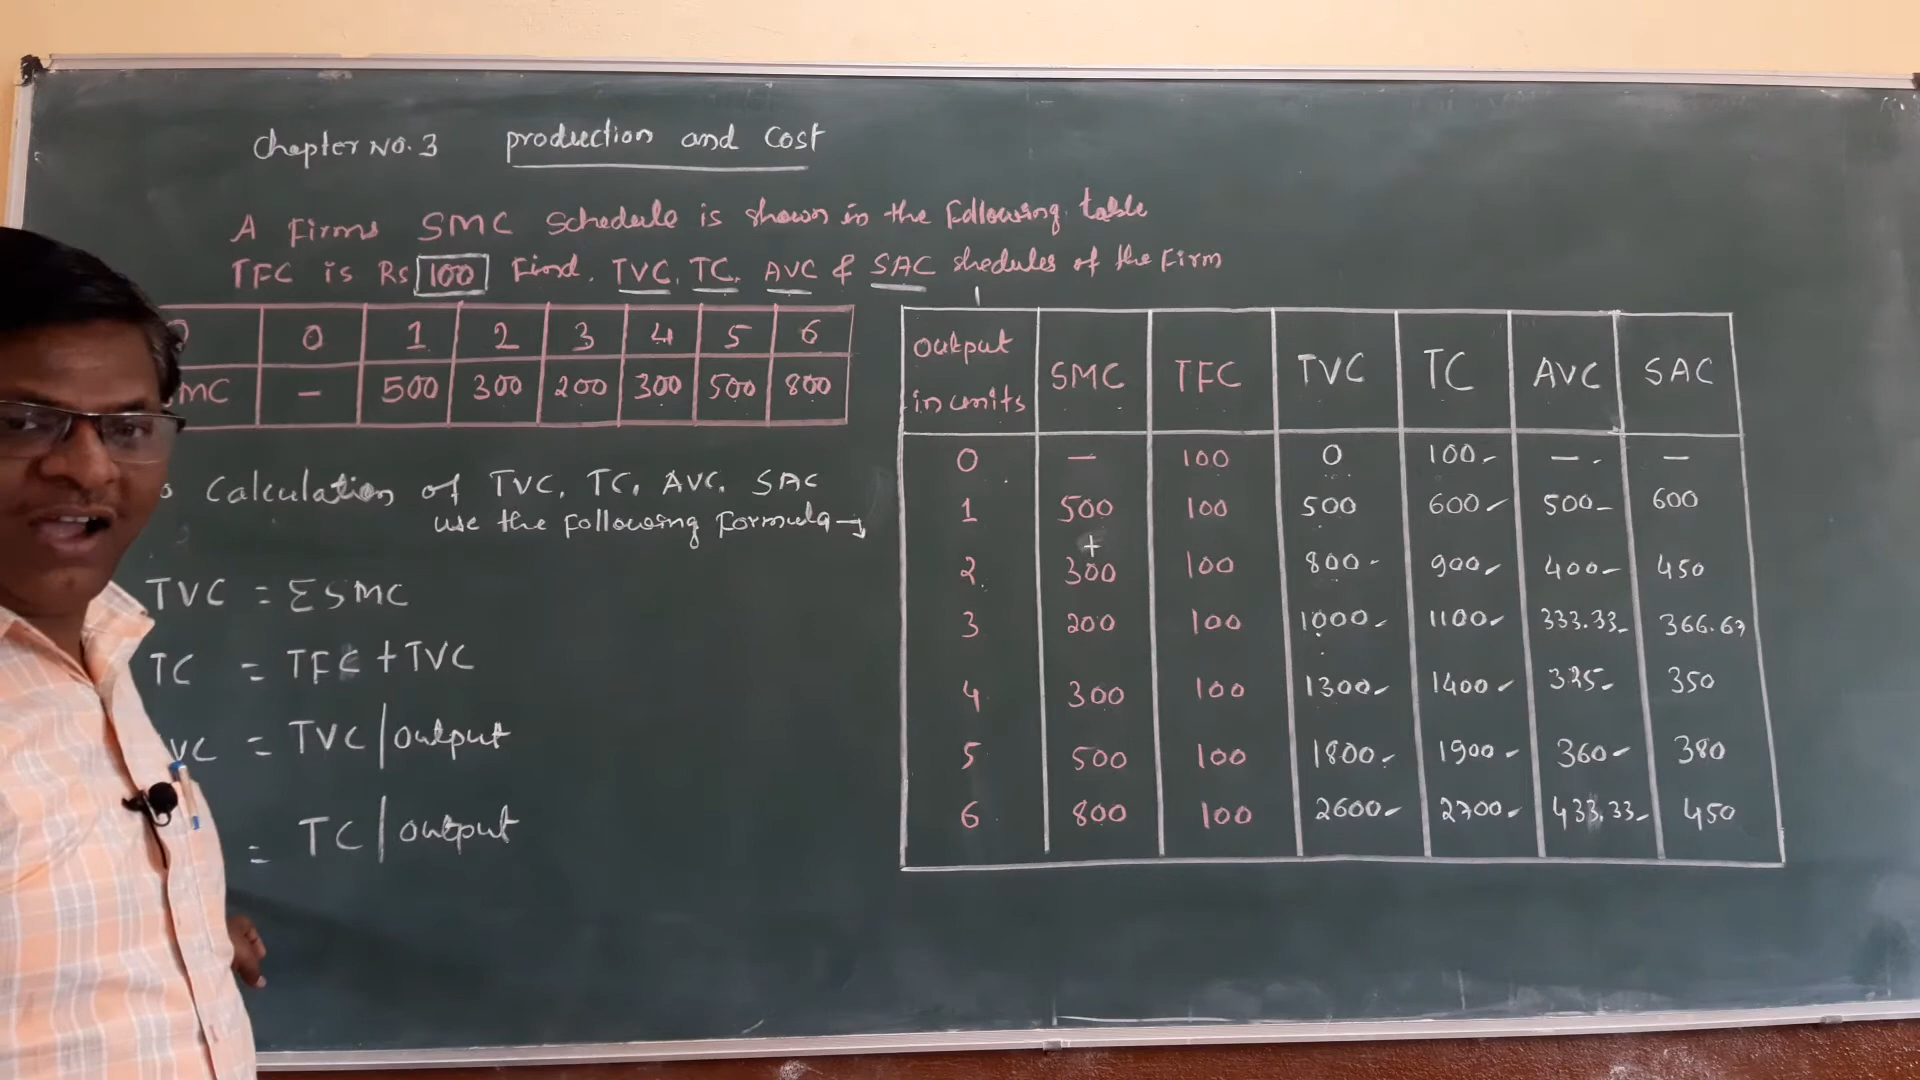 Chapter No. 3 production and Cost
A Firms SMC Schedule is shown in the following table
TFC is Rs 100 Find. TVC, TC, AVC & SAC shedules of the Firm
0 1 2 3 4 5 6
MC — 500 300 200 300 500 800
Calculation of TVC, TC, AVC, SAC
use the following formula →
TVC = ΣSMC
TC = TFC + TVC
VC = TVC | output
= TC | output
output in units SMC TFC TVC TC AVC SAC
0 — 100 0 100 — —
1 500 100 500 600 500 600
+
2 300 100 800 900 400 450
3 200 100 1000 1100 333.33 366.67
4 300 100 1300 1400 325 350
5 500 100 1800 1900 360 380
6 800 100 2600 2700 433.33 450